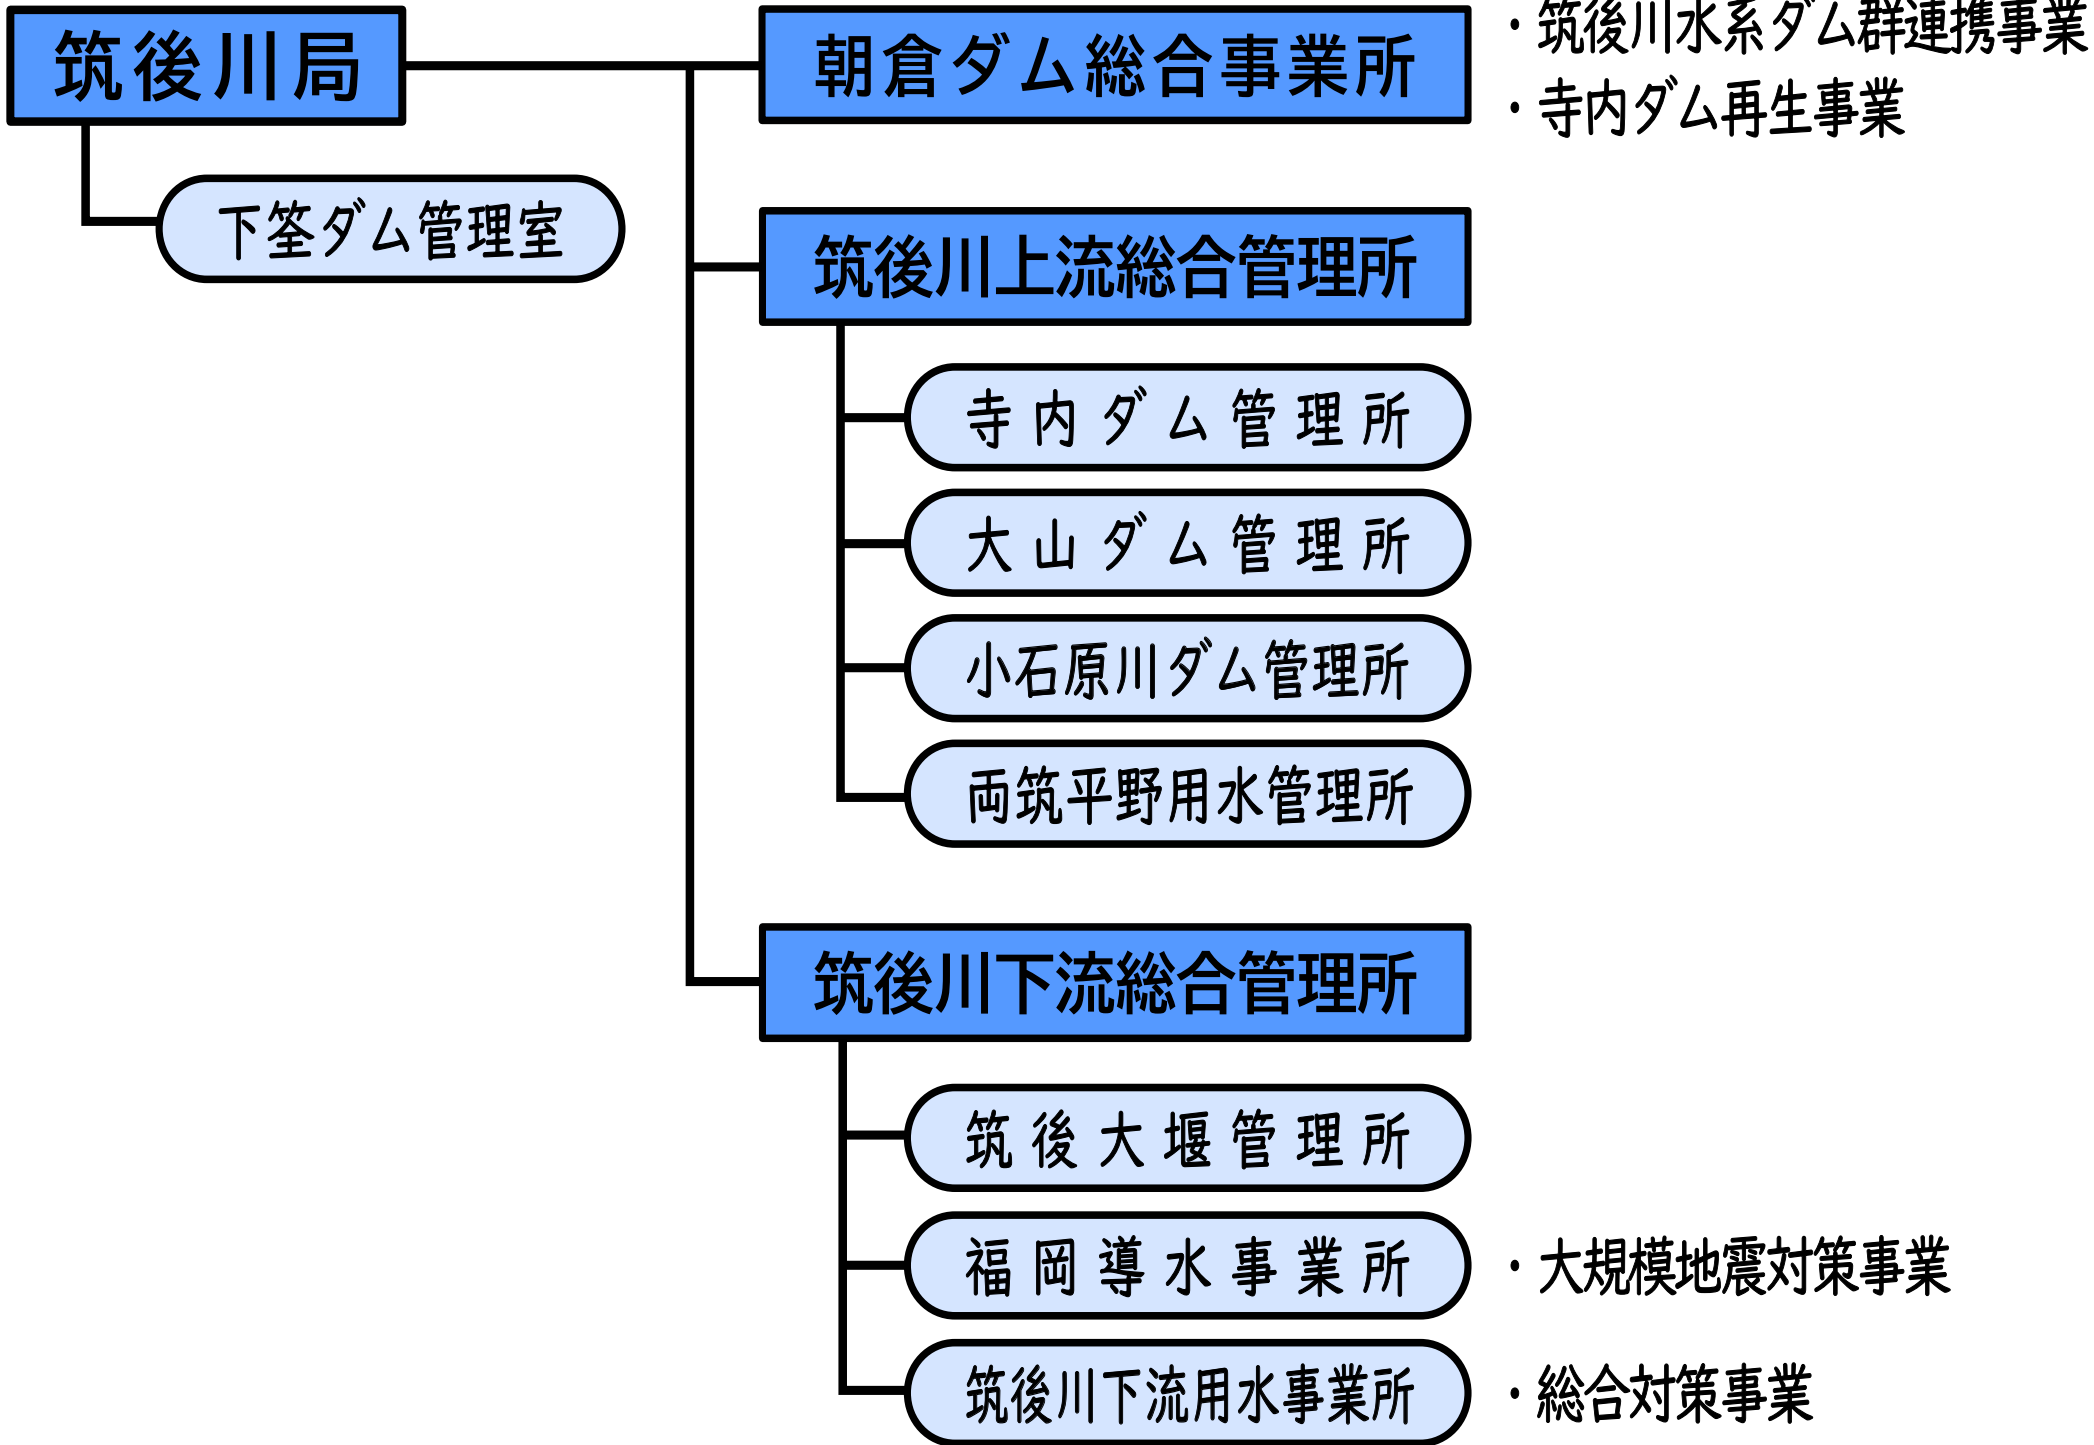 筑後川局
下筌ダム管理室
朝倉ダム総合事業所
・筑後川水系ダム群連携事業
・寺内ダム再生事業
筑後川上流総合管理所
寺内ダム管理所
大山ダム管理所
小石原川ダム管理所
両筑平野用水管理所
筑後川下流総合管理所
筑後大堰管理所
福岡導水事業所
・大規模地震対策事業
筑後川下流用水事業所
・総合対策事業